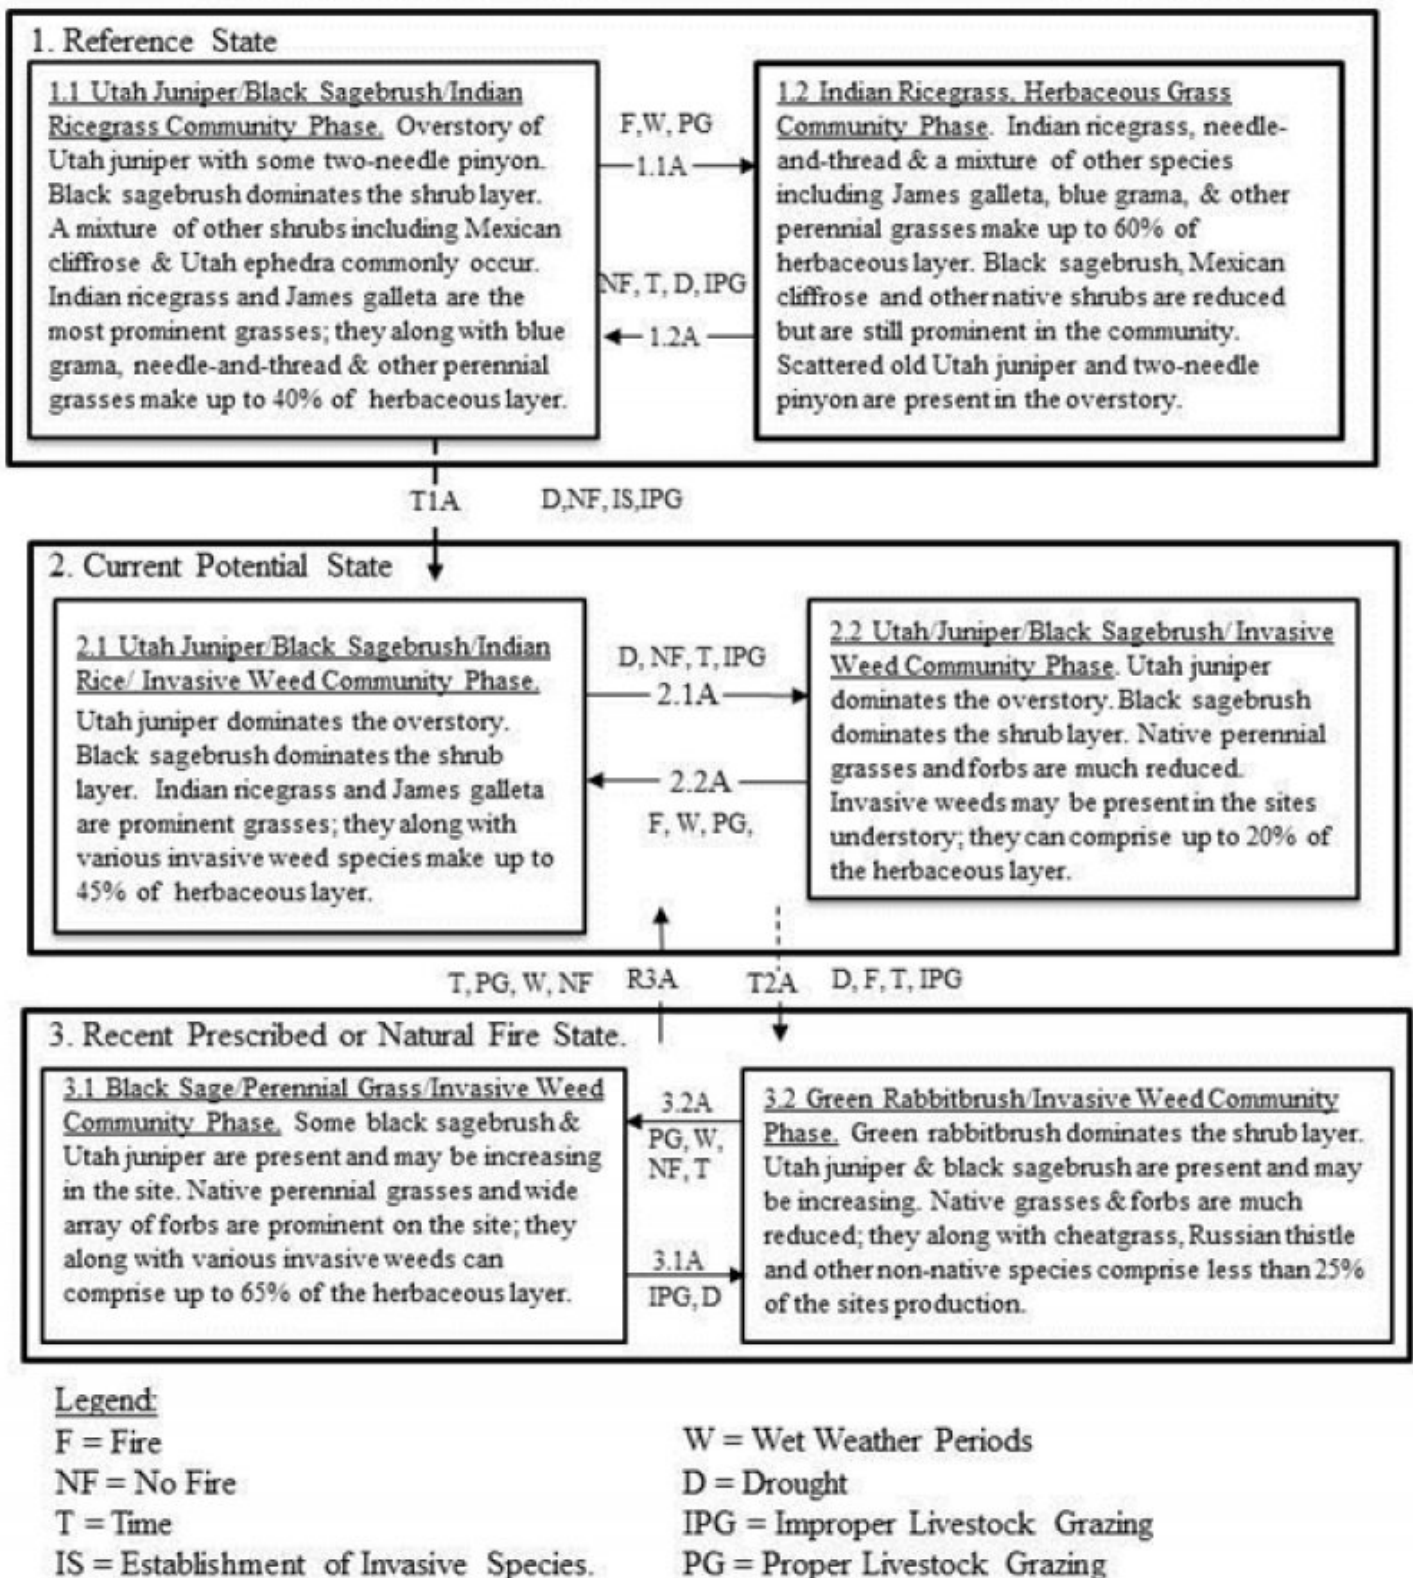 1. Reference State
1.1 Utah Juniper/Black Sagebrush/Indian
Ricegrass Community Phase. Overstory of
Utah juniper with some two-needle pinyon.
Black sagebrush dominates the shrub layer.
A mixture of other shrubs including Mexican
cliffrose & Utah ephedra commonly occur.
Indian ricegrass and James galleta are the
most prominent grasses; they along with blue
grama, needle-and-thread & other perennial
grasses make up to 40% of herbaceous layer.
F,W, PG
1.1A
NF, T, D, IPG
1.2A
1.2 Indian Ricegrass, Herbaceous Grass
Community Phase. Indian ricegrass, needle-
and-thread & a mixture of other species
including James galleta, blue grama, & other
perennial grasses make up to 60% of
herbaceous layer. Black sagebrush, Mexican
cliffrose and other native shrubs are reduced
but are still prominent in the community.
Scattered old Utah juniper and two-needle
pinyon are present in the overstory.
T1A D,NF, IS,IPG
2. Current Potential State
2.1 Utah Juniper/Black Sagebrush/Indian
Rice/ Invasive Weed Community Phase.
Utah juniper dominates the overstory.
Black sagebrush dominates the shrub
layer. Indian ricegrass and James galleta
are prominent grasses; they along with
various invasive weed species make up to
45% of herbaceous layer.
D, NF, T, IPG
2.1A
2.2A
F, W, PG,
2.2 Utah/Juniper/Black Sagebrush/ Invasive
Weed Community Phase. Utah juniper
dominates the overstory. Black sagebrush
dominates the shrub layer. Native perennial
grasses and forbs are much reduced.
Invasive weeds may be present in the sites
understory; they can comprise up to 20% of
the herbaceous layer.
T, PG, W, NF R3A T2A D, F, T, IPG
3. Recent Prescribed or Natural Fire State.
3.1 Black Sage/Perennial Grass/Invasive Weed
Community Phase. Some black sagebrush &
Utah juniper are present and may be increasing
in the site. Native perennial grasses and wide
array of forbs are prominent on the site; they
along with various invasive weeds can
comprise up to 65% of the herbaceous layer.
3.2A
PG, W,
NF, T
3.1A
IPG, D
3.2 Green Rabbitbrush/Invasive Weed Community
Phase. Green rabbitbrush dominates the shrub layer.
Utah juniper & black sagebrush are present and may
be increasing. Native grasses & forbs are much
reduced; they along with cheatgrass, Russian thistle
and other non-native species comprise less than 25%
of the sites production.
Legend:
F = Fire
NF = No Fire
T = Time
IS = Establishment of Invasive Species.
W = Wet Weather Periods
D = Drought
IPG = Improper Livestock Grazing
PG = Proper Livestock Grazing